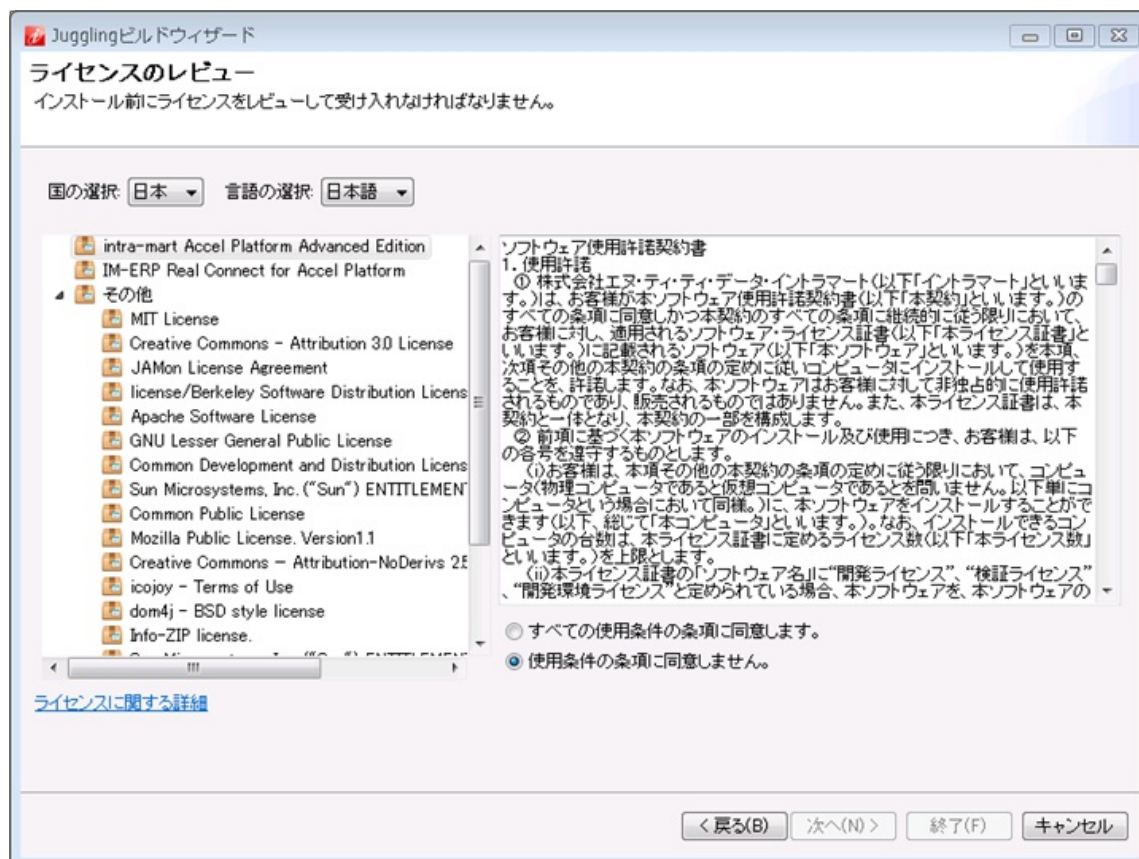 Jugglingビルドウィザード
ライセンスのレビュー
インストール前にライセンスをレビューして受け入れなければなりません。
国の選択: 日本 言語の選択: 日本語
intra-mart Accel Platform Advanced Edition
IM-ERP Real Connect for Accel Platform
その他
MIT License
Creative Commons - Attribution 3.0 License
JAMon License Agreement
license/Berkeley Software Distribution Licens
Apache Software License
GNU Lesser General Public License
Common Development and Distribution Licens
Sun Microsystems, Inc. ("Sun") ENTITLEMEN
Common Public License
Mozilla Public License. Version1.1
Creative Commons - Attribution-NoDerivs 2.5
icojoy - Terms of Use
dom4j - BSD style license
Info-ZIP license.
ソフトウェア使用許諾契約書
1. 使用許諾
① 株式会社エヌ・ティ・ティ・データ・イントラマート(以下「イントラマート」といいま
す。)は、お客様が本ソフトウェア使用許諾契約書(以下「本契約」といいます。)の
すべての条項に同意しかつ本契約のすべての条項に継続的に従う限りにおいて、
お客様に対し、適用されるソフトウェア・ライセンス証書(以下「本ライセンス証書」と
いいます。)に記載されるソフトウェア(以下「本ソフトウェア」といいます。)を本項、
次項その他の本契約の条項の定めに従いコンピュータにインストールして使用す
ることを、許諾します。なお、本ソフトウェアはお客様に対して非独占的に使用許諾
されるものであり、販売されるものではありません。また、本ライセンス証書は、本
契約と一体となり、本契約の一部を構成します。
② 前項に基づく本ソフトウェアのインストール及び使用につき、お客様は、以下
の各号を遵守するものとします。
(i)お客様は、本項その他の本契約の条項の定めに従う限りにおいて、コンピュ
ータ(物理コンピュータであると仮想コンピュータであるとを問いません。以下単にコ
ンピュータという場合において同様。)に、本ソフトウェアをインストールすることがで
きます(以下、総じて「本コンピュータ」といいます。)。なお、インストールできるコン
ピュータの台数は、本ライセンス証書に定めるライセンス数(以下「本ライセンス数」
といいます。)を上限とします。
(ii)本ライセンス証書の「ソフトウェア名」に“開発ライセンス”、“検証ライセンス”
、“開発環境ライセンス”と定められている場合、本ソフトウェアを、本ソフトウェアの
すべての使用条件の条項に同意します。
使用条件の条項に同意しません。
ライセンスに関する詳細
< 戻る(B) 次へ(N) > 終了(F) キャンセル